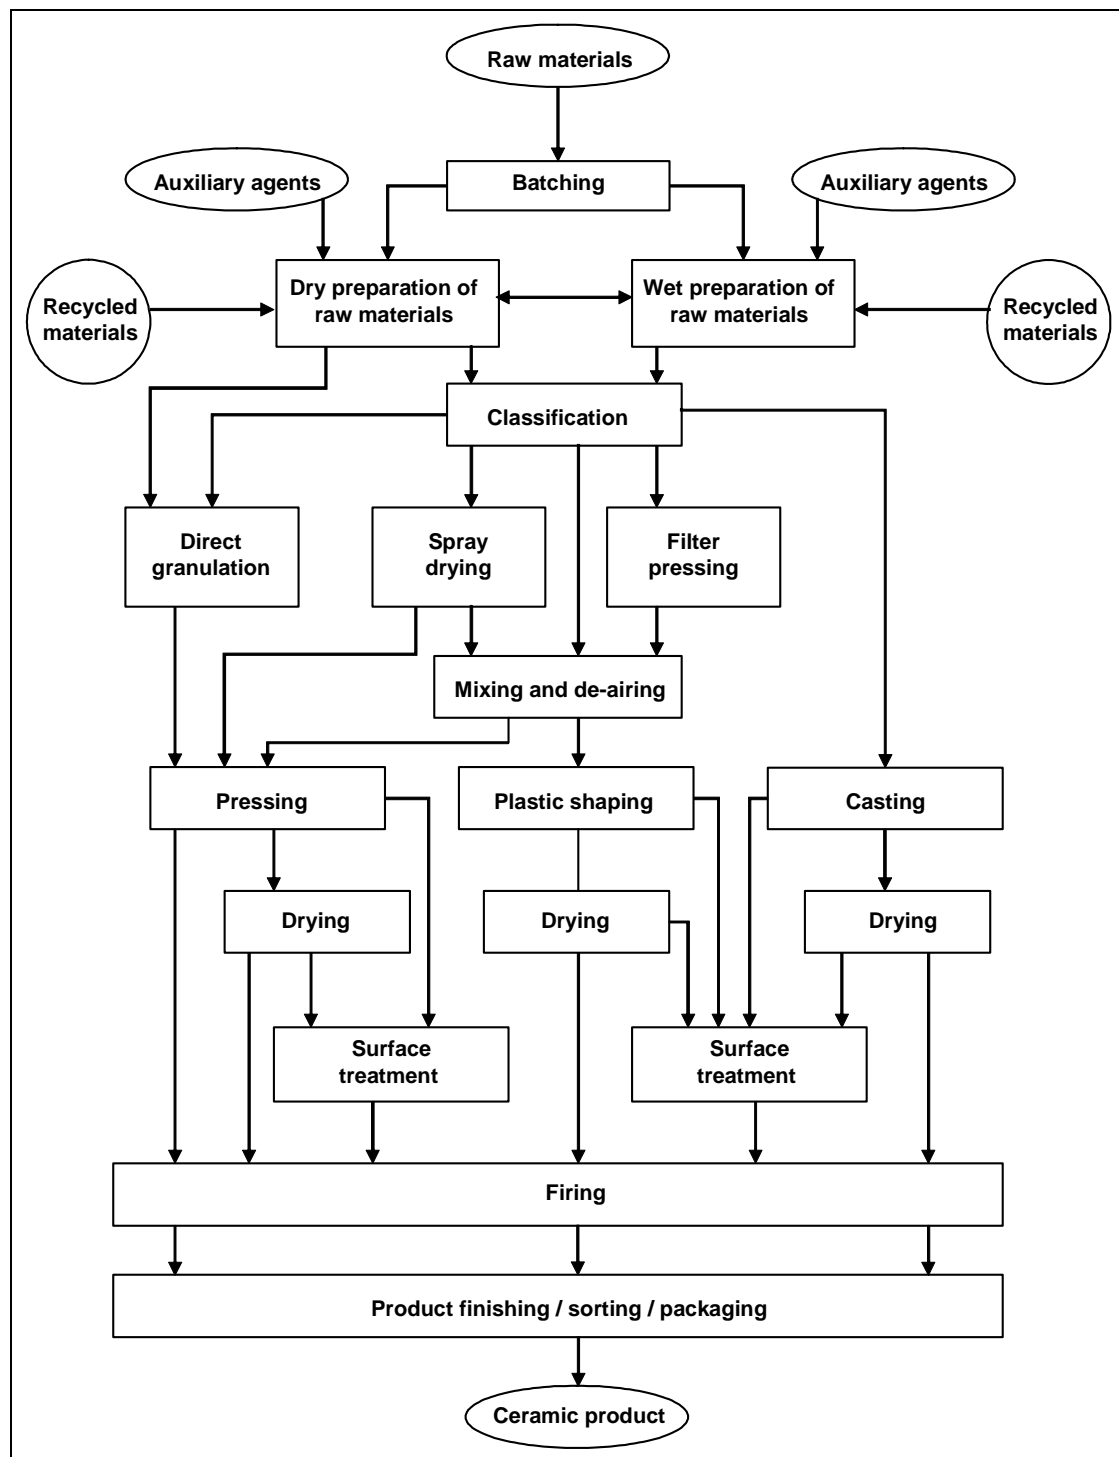 Raw materials
Auxiliary agents
Batching
Auxiliary agents
Recycled
materials
Dry preparation of
raw materials
Wet preparation of
raw materials
Recycled
materials
Classification
Direct
granulation
Spray
drying
Filter
pressing
Mixing and de-airing
Pressing
Plastic shaping
Casting
Drying
Drying
Drying
Surface
treatment
Surface
treatment
Firing
Product finishing / sorting / packaging
Ceramic product